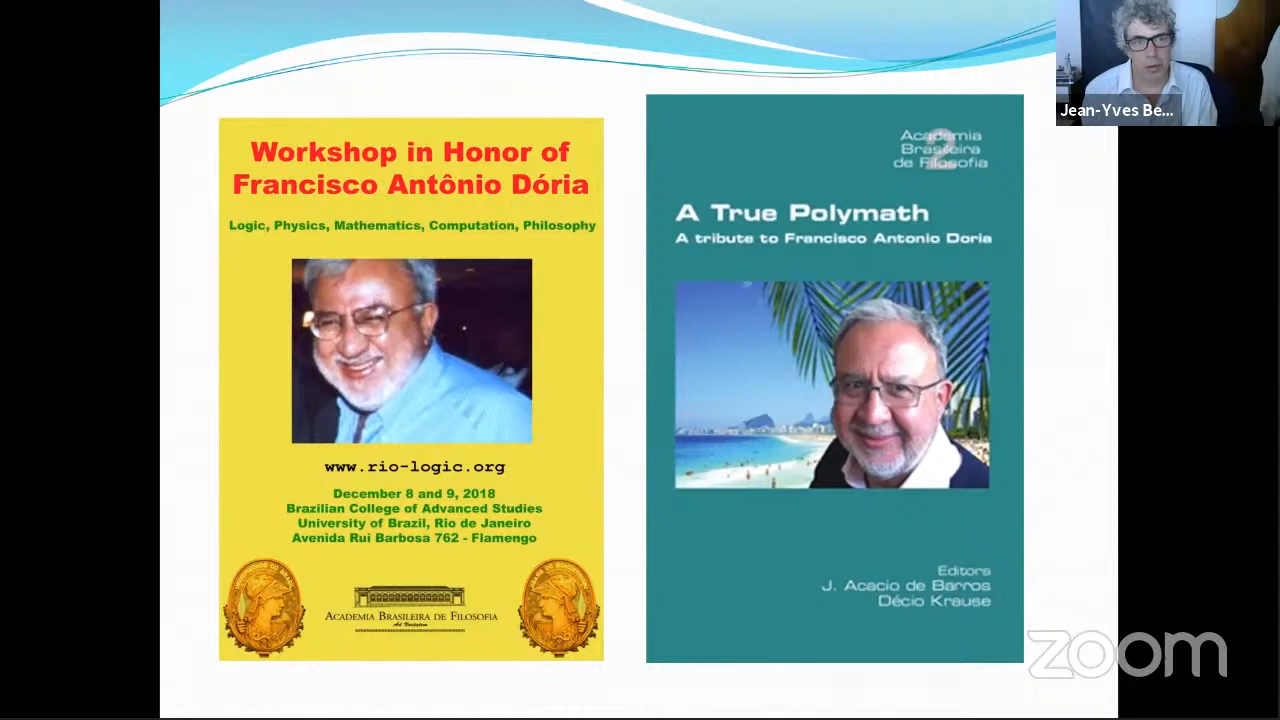 Workshop in Honor of
Francisco Antônio Dória
Logic, Physics, Mathematics, Computation, Philosophy
www.rio-logic.org
December 8 and 9, 2018
Brazilian College of Advanced Studies
University of Brazil, Rio de Janeiro
Avenida Rui Barbosa 762 - Flamengo
ACADEMIA BRASILEIRA DE FILOSOFIA
Ad Veritatem
2
Academia
Brasileira
de Filosofia
A True Polymath
A tribute to Francisco Antonio Doria
Editors
J. Acacio de Barros
Décio Krause
Jean-Yves Be...
zoom